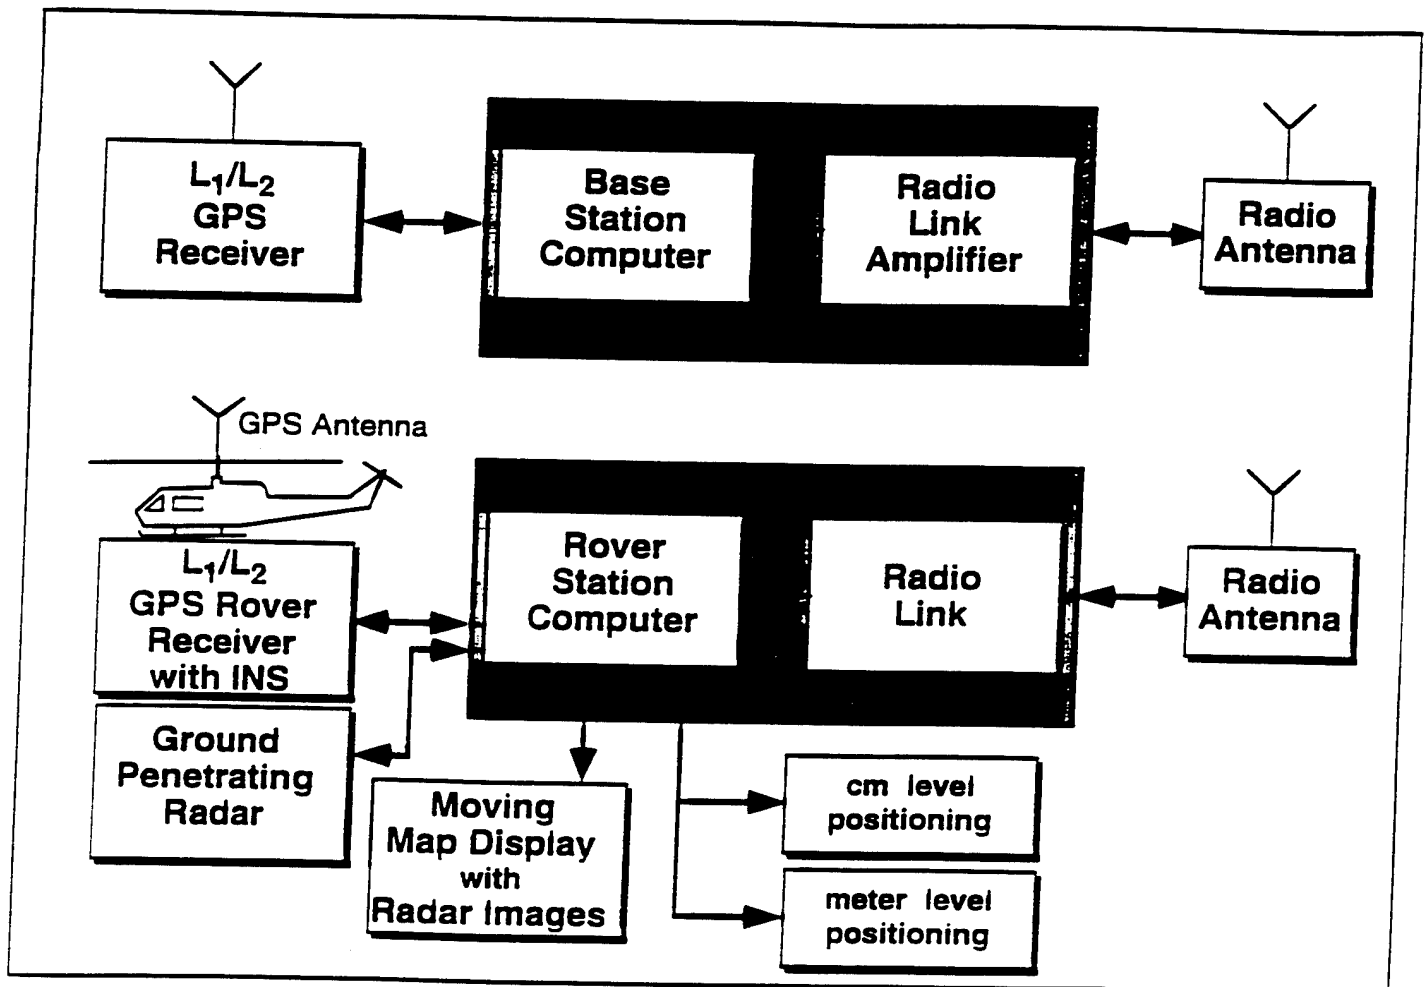 L₁/L₂
GPS
Receiver
Base
Station
Computer
Radio
Link
Amplifier
Radio
Antenna
GPS Antenna
L₁/L₂
GPS Rover
Receiver
with INS
Rover
Station
Computer
Radio
Link
Radio
Antenna
Ground
Penetrating
Radar
Moving
Map Display
with
Radar Images
cm level
positioning
meter level
positioning